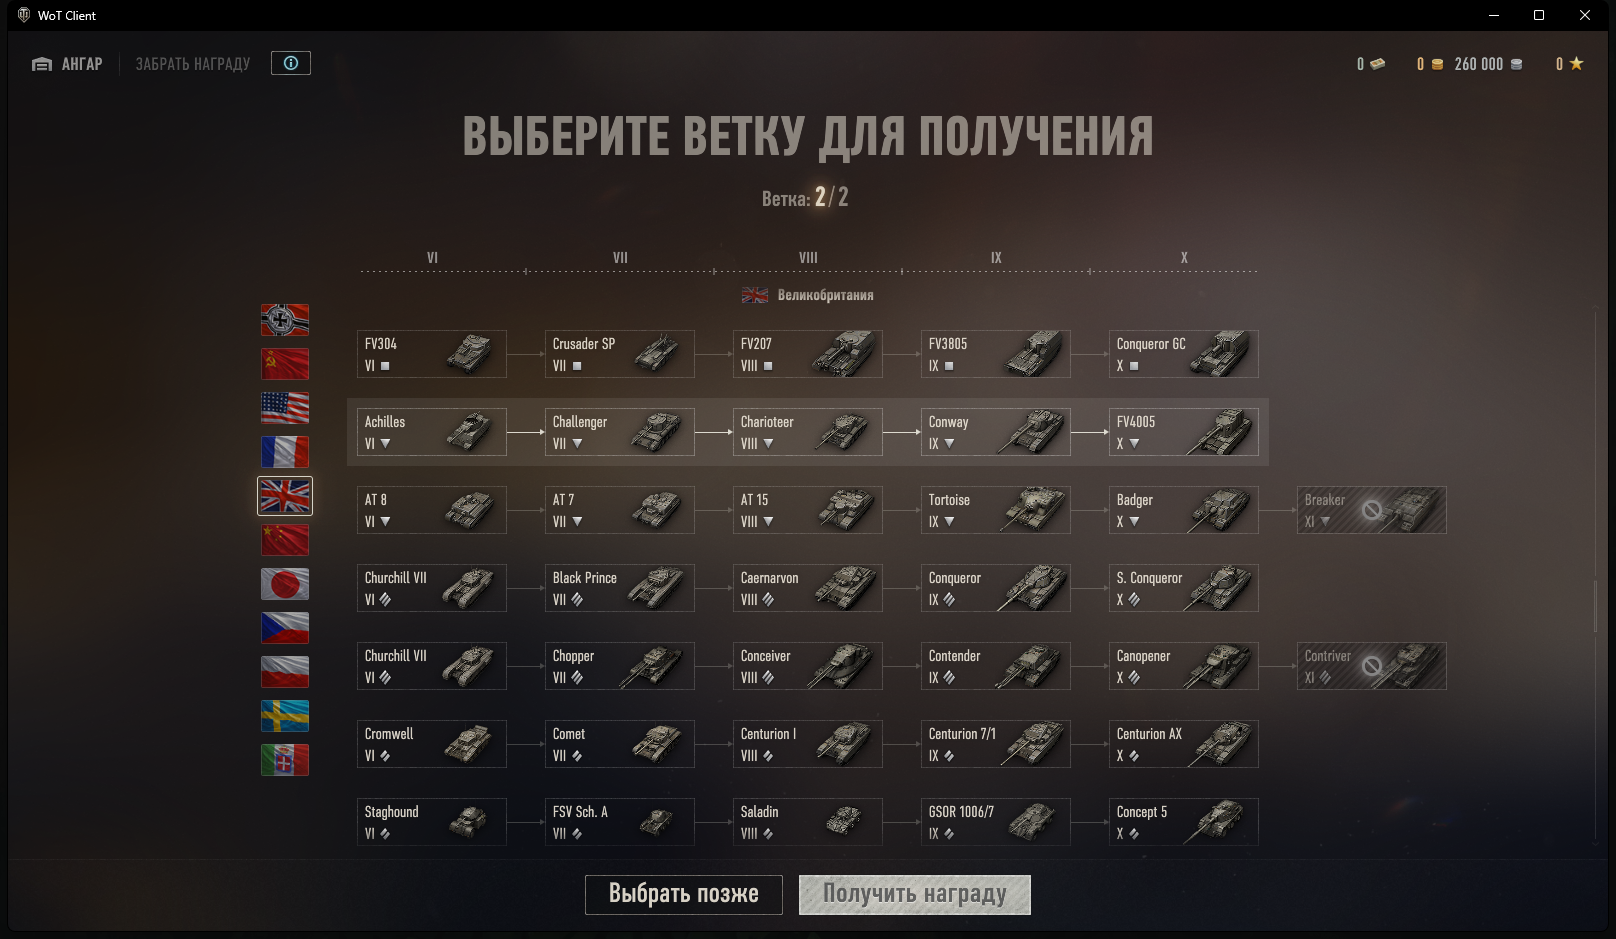 WoT Client
АНГАР
ЗАБРАТЬ НАГРАДУ
0
0
260 000
0
ВЫБЕРИТЕ ВЕТКУ ДЛЯ ПОЛУЧЕНИЯ
Ветка: 2/2
VI VII VIII IX X
Великобритания
FV304 Crusader SP FV207 FV3805 Conqueror GC
VI VII VIII IX X
Achilles Challenger Charioteer Conway FV4005
VI VII VIII IX X
AT 8 AT 7 AT 15 Tortoise Badger Breaker
VI VII VIII IX X XI
Churchill VII Black Prince Caernarvon Conqueror S. Conqueror
VI VII VIII IX X
Churchill VII Chopper Conceiver Contender Canopener Contriver
VI VII VIII IX X XI
Cromwell Comet Centurion I Centurion 7/1 Centurion AX
VI VII VIII IX X
Staghound FSV Sch. A Saladin GSOR 1006/7 Concept 5
VI VII VIII IX X
Выбрать позже
Получить награду